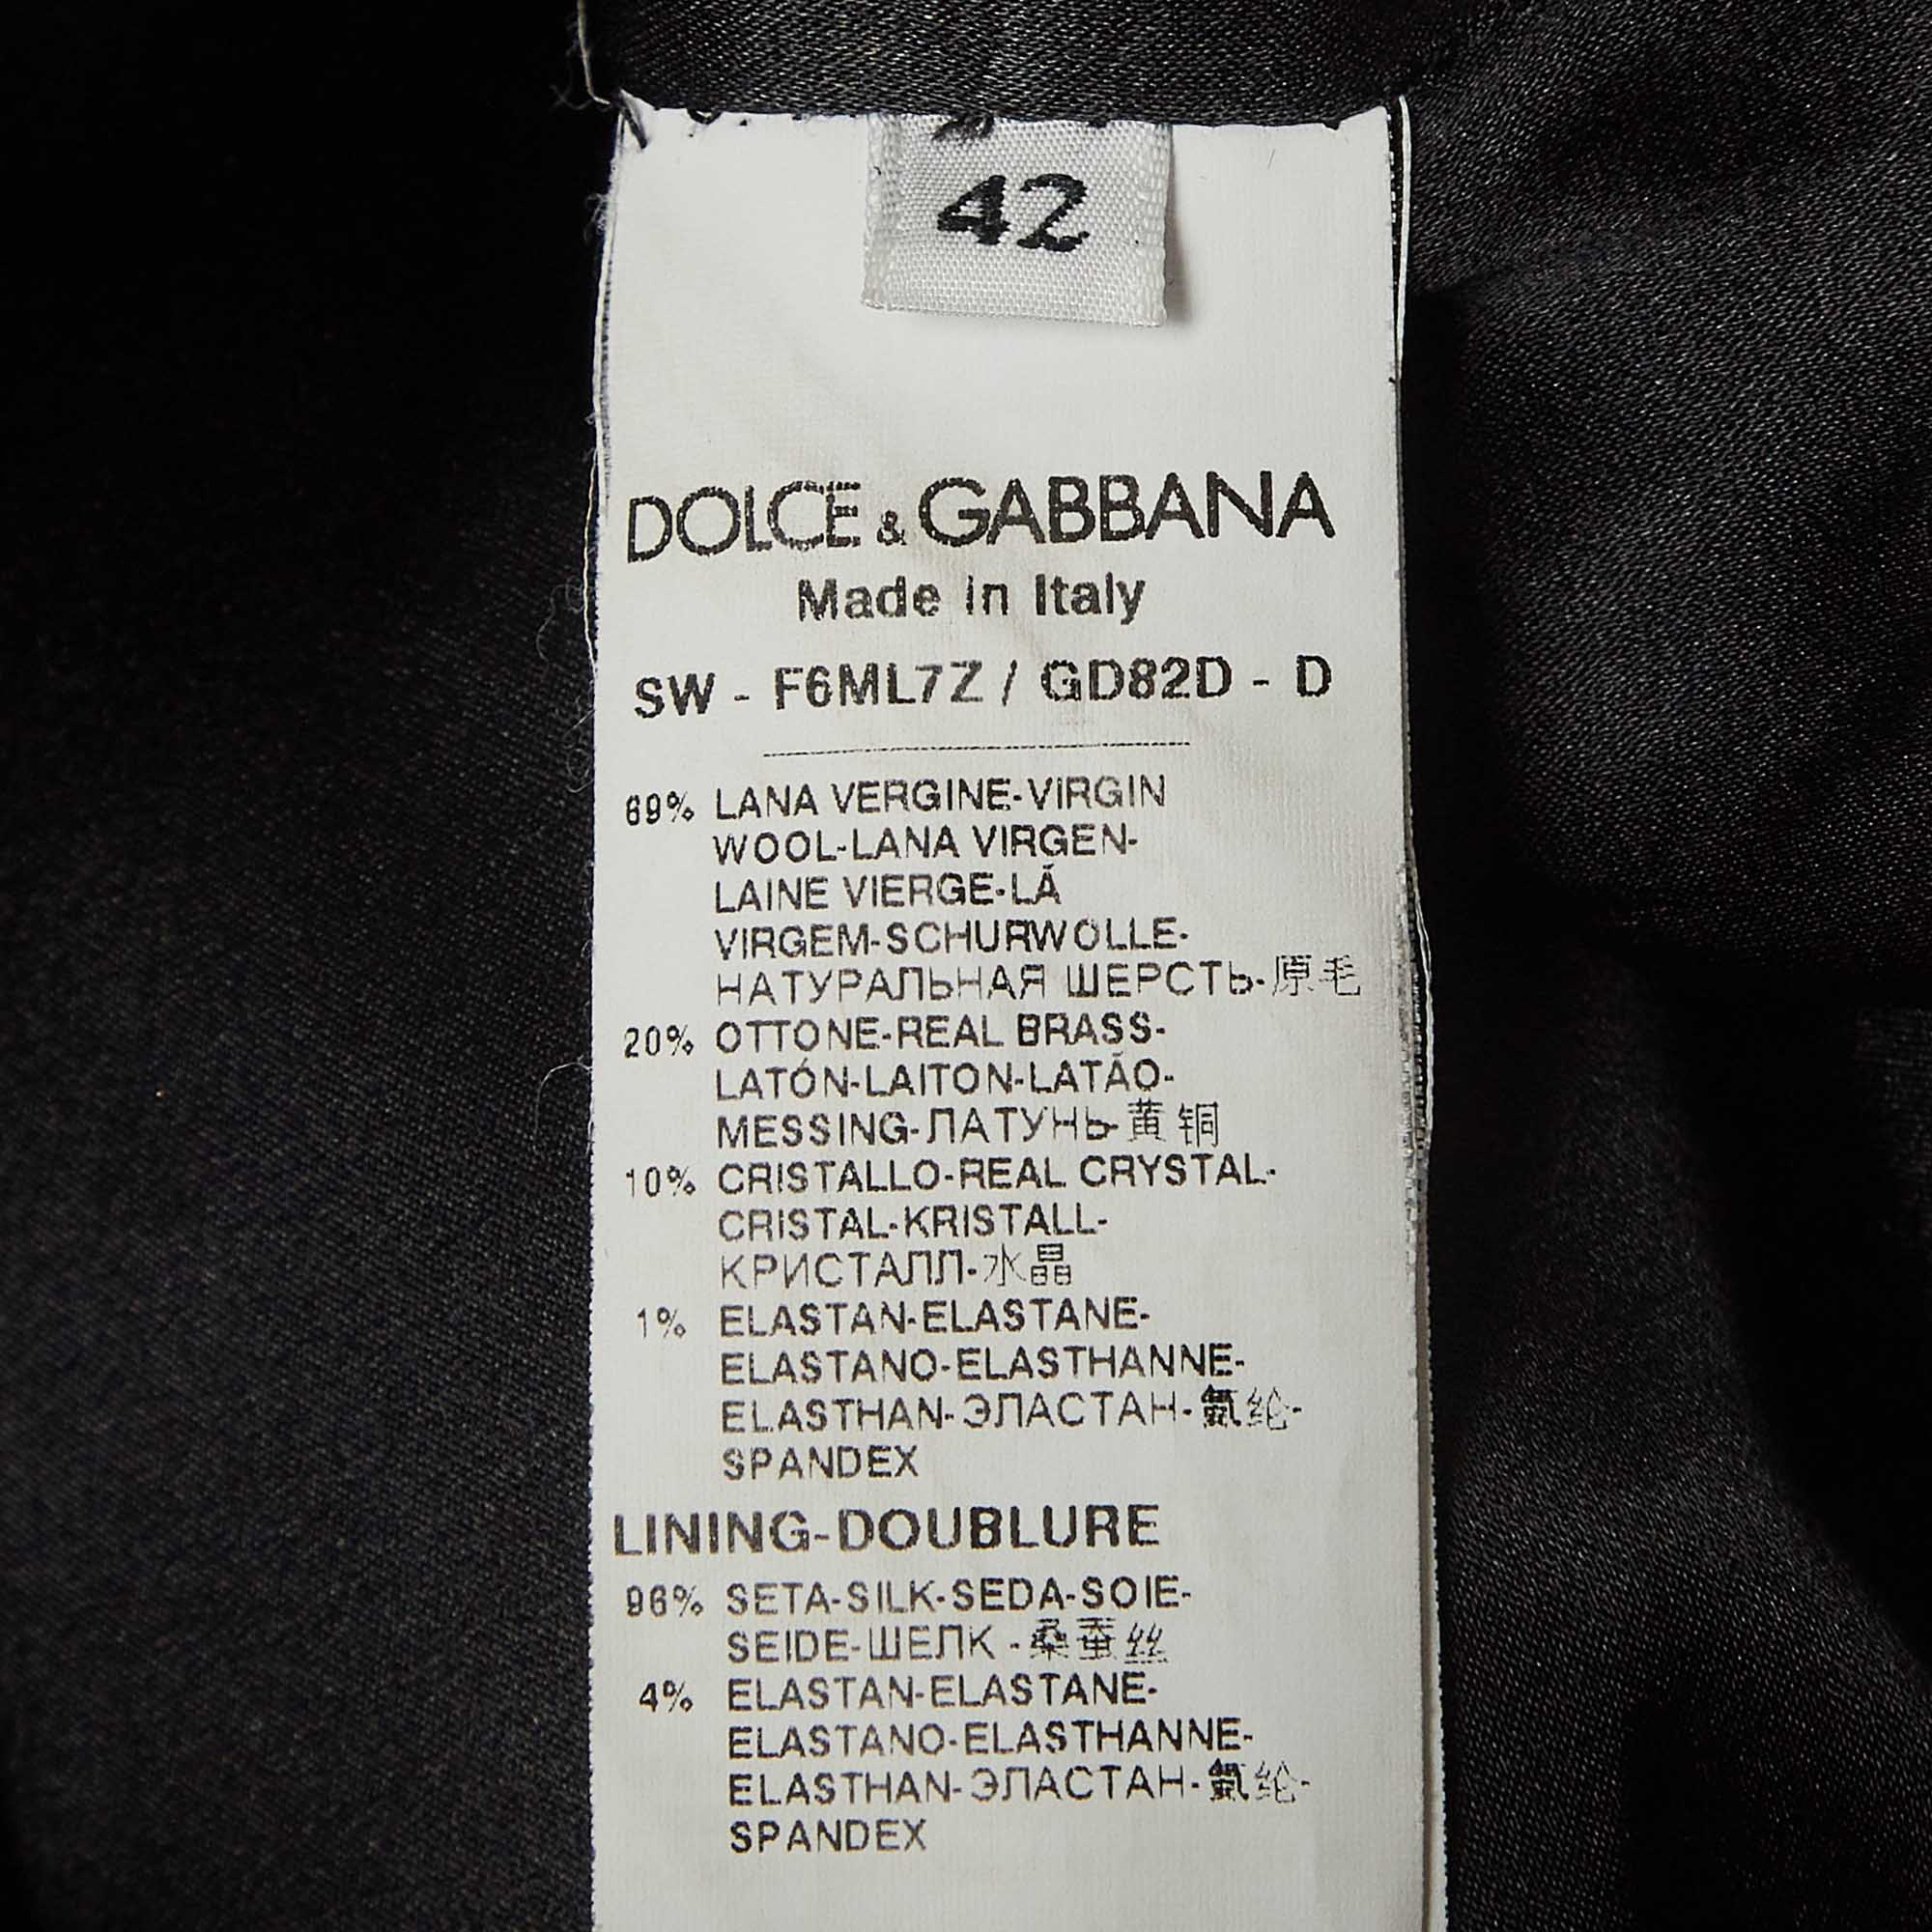 42
DOLCE & GABBANA
Made in Italy
SW - F6ML7Z / GD82D - D
69% LANA VERGINE-VIRGIN
WOOL-LANA VIRGEN-
LAINE VIERGE-LÃ
VIRGEM-SCHURWOLLE-
НАТУРАЛЬНАЯ ШЕРСТЬ-原毛
20% OTTONE-REAL BRASS-
LATÓN-LAITON-LATÃO-
MESSING-ЛАТУНЬ-黄铜
10% CRISTALLO-REAL CRYSTAL-
CRISTAL-KRISTALL-
КРИСТАЛЛ-水晶
1% ELASTAN-ELASTANE-
ELASTANO-ELASTHANNE-
ELASTHAN-ЭЛАСТАН-氨纶-
SPANDEX
LINING-DOUBLURE
96% SETA-SILK-SEDA-SOIE-
SEIDE-ШЕЛК-桑蚕丝
4% ELASTAN-ELASTANE-
ELASTANO-ELASTHANNE-
ELASTHAN-ЭЛАСТАН-氨纶-
SPANDEX